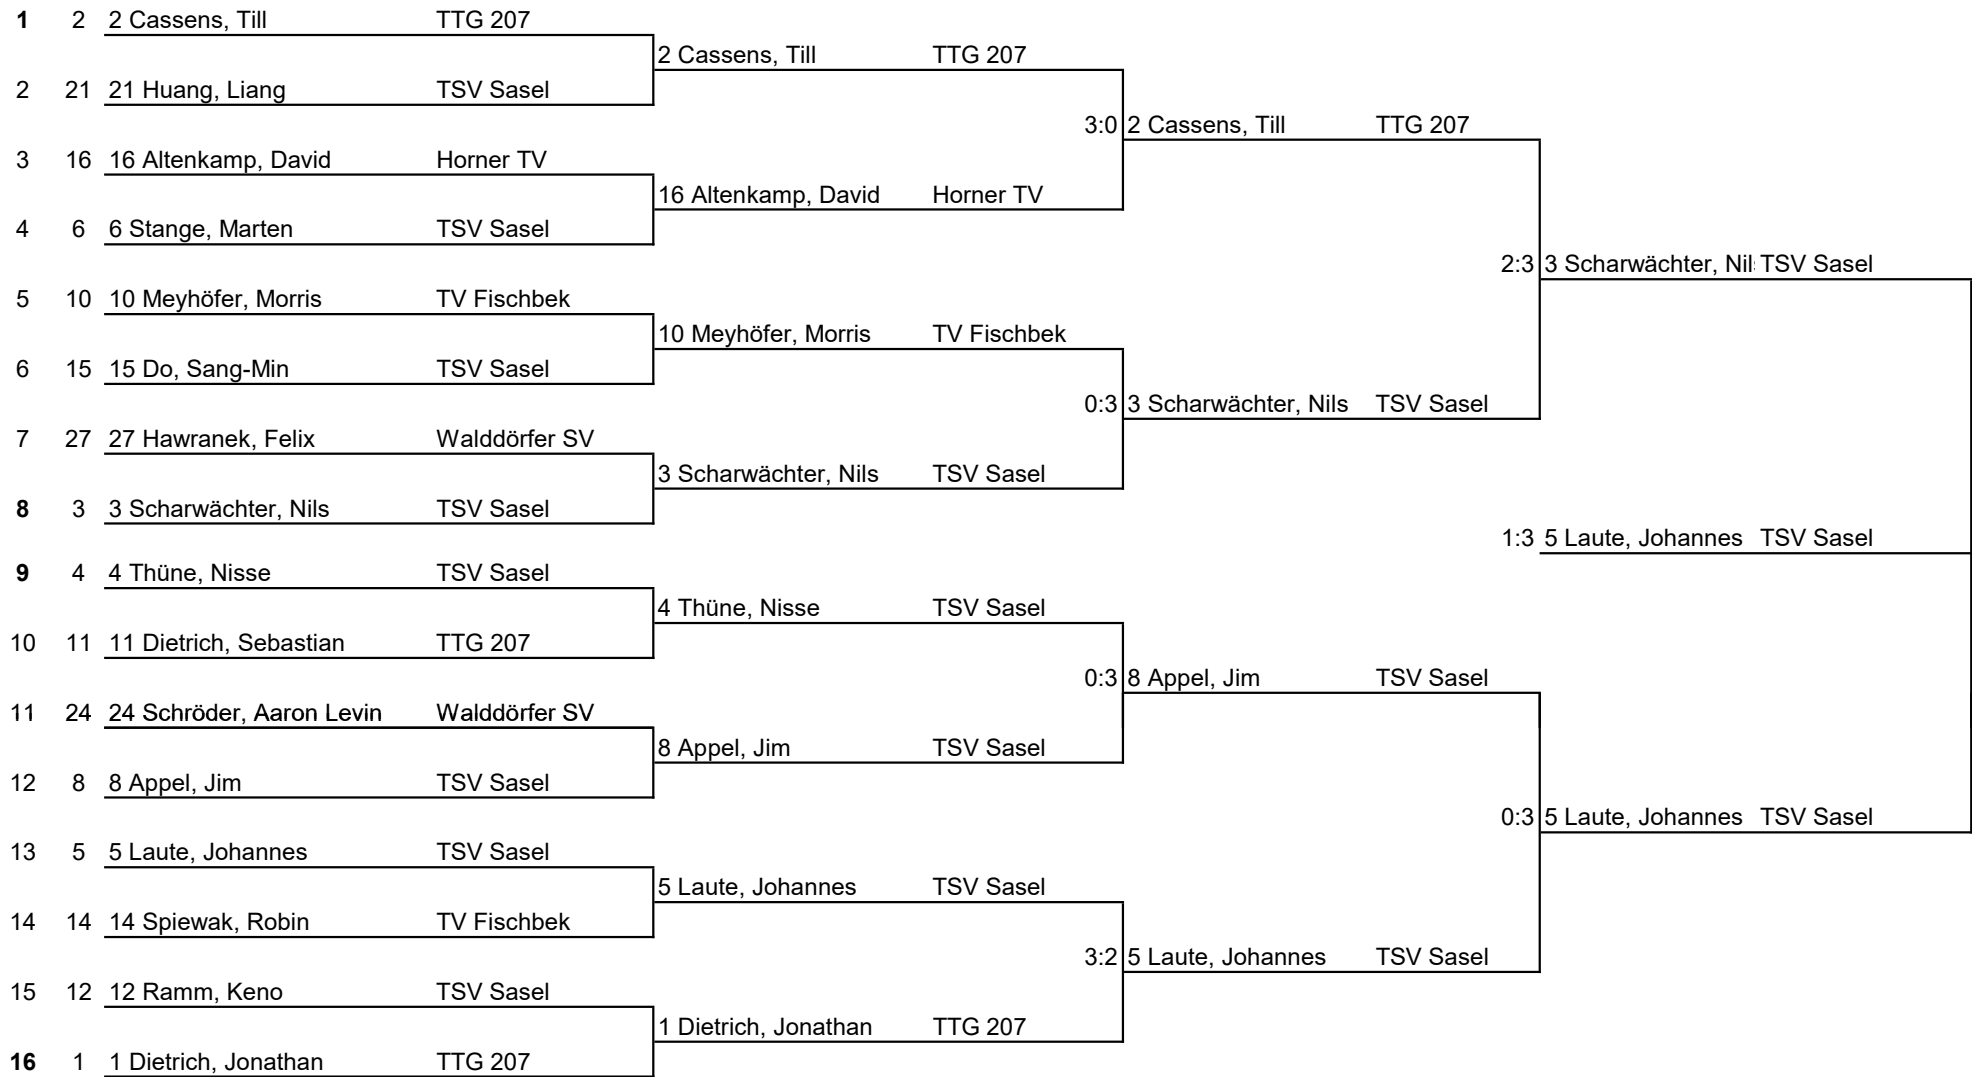 1 2 2 Cassens, Till TTG 207
2 Cassens, Till TTG 207
2 21 21 Huang, Liang TSV Sasel
3:0 2 Cassens, Till TTG 207
3 16 16 Altenkamp, David Horner TV
16 Altenkamp, David Horner TV
4 6 6 Stange, Marten TSV Sasel
2:3 3 Scharwächter, Nil TSV Sasel
5 10 10 Meyhöfer, Morris TV Fischbek
10 Meyhöfer, Morris TV Fischbek
6 15 15 Do, Sang-Min TSV Sasel
0:3 3 Scharwächter, Nils TSV Sasel
7 27 27 Hawranek, Felix Walddörfer SV
3 Scharwächter, Nils TSV Sasel
8 3 3 Scharwächter, Nils TSV Sasel
1:3 5 Laute, Johannes TSV Sasel
9 4 4 Thüne, Nisse TSV Sasel
4 Thüne, Nisse TSV Sasel
10 11 11 Dietrich, Sebastian TTG 207
0:3 8 Appel, Jim TSV Sasel
11 24 24 Schröder, Aaron Levin Walddörfer SV
8 Appel, Jim TSV Sasel
12 8 8 Appel, Jim TSV Sasel
0:3 5 Laute, Johannes TSV Sasel
13 5 5 Laute, Johannes TSV Sasel
5 Laute, Johannes TSV Sasel
14 14 14 Spiewak, Robin TV Fischbek
3:2 5 Laute, Johannes TSV Sasel
15 12 12 Ramm, Keno TSV Sasel
1 Dietrich, Jonathan TTG 207
16 1 1 Dietrich, Jonathan TTG 207